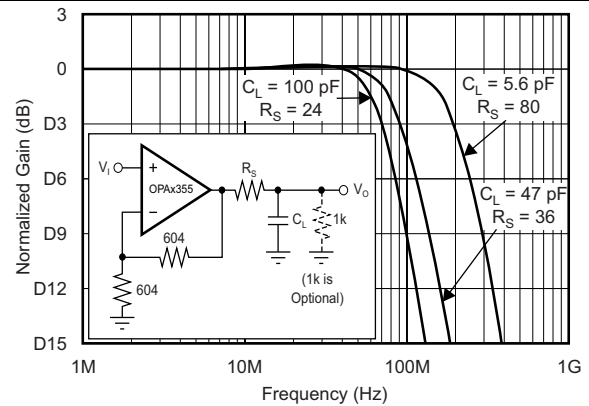 3
0
D3
D6
D9
D12
D15
Normalized Gain (dB)
C_L = 100 pF
R_S = 24
C_L = 5.6 pF
R_S = 80
C_L = 47 pF
R_S = 36
V_I
+
OPAx355
−
R_S
V_O
C_L
1k
604
604
(1k is
Optional)
1M
10M
100M
1G
Frequency (Hz)